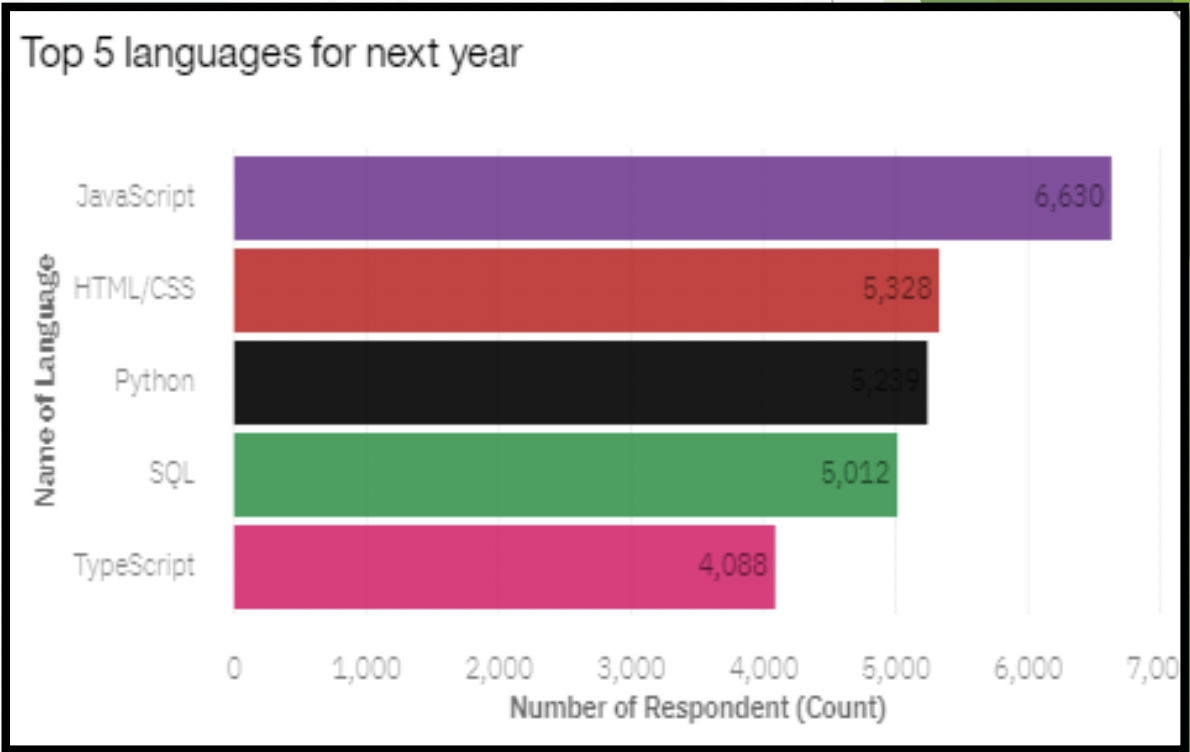 Top 5 languages for next year
Name of Language
JavaScript 6,630
HTML/CSS 5,328
Python 5,239
SQL 5,012
TypeScript 4,088
0 1,000 2,000 3,000 4,000 5,000 6,000 7,00
Number of Respondent (Count)